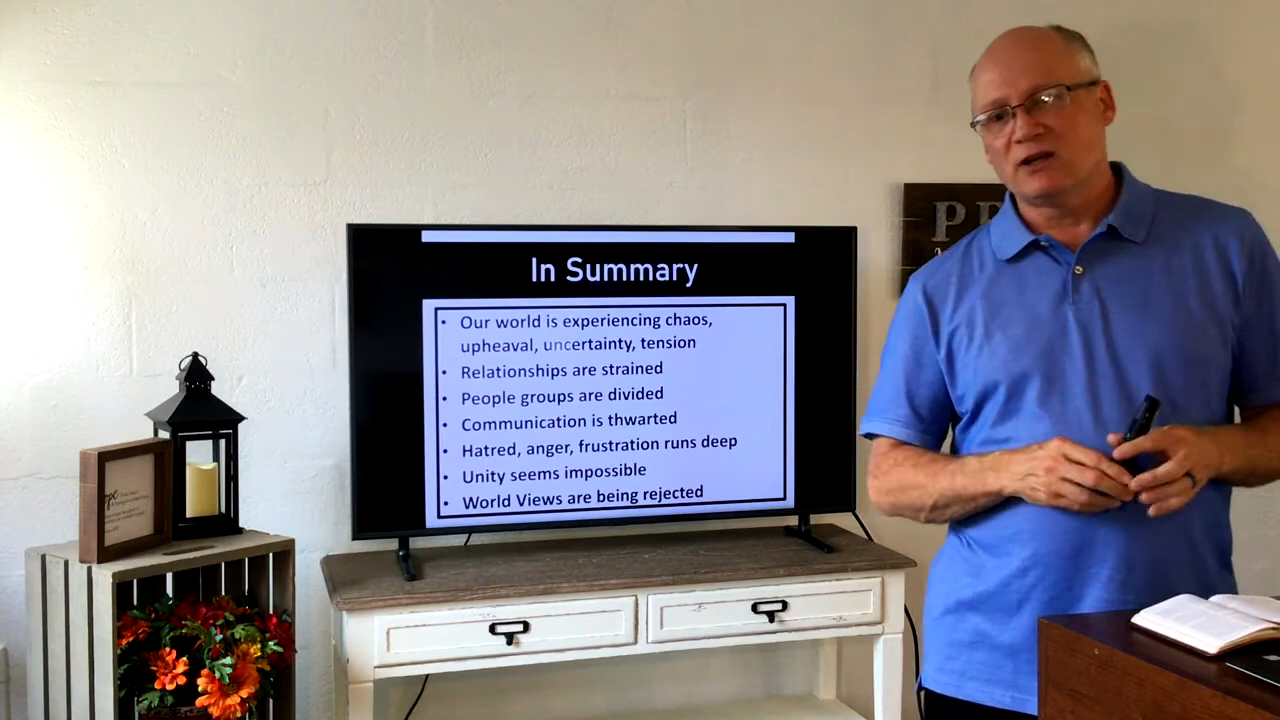 In Summary
• Our world is experiencing chaos,
upheaval, uncertainty, tension
• Relationships are strained
• People groups are divided
• Communication is thwarted
• Hatred, anger, frustration runs deep
• Unity seems impossible
• World Views are being rejected